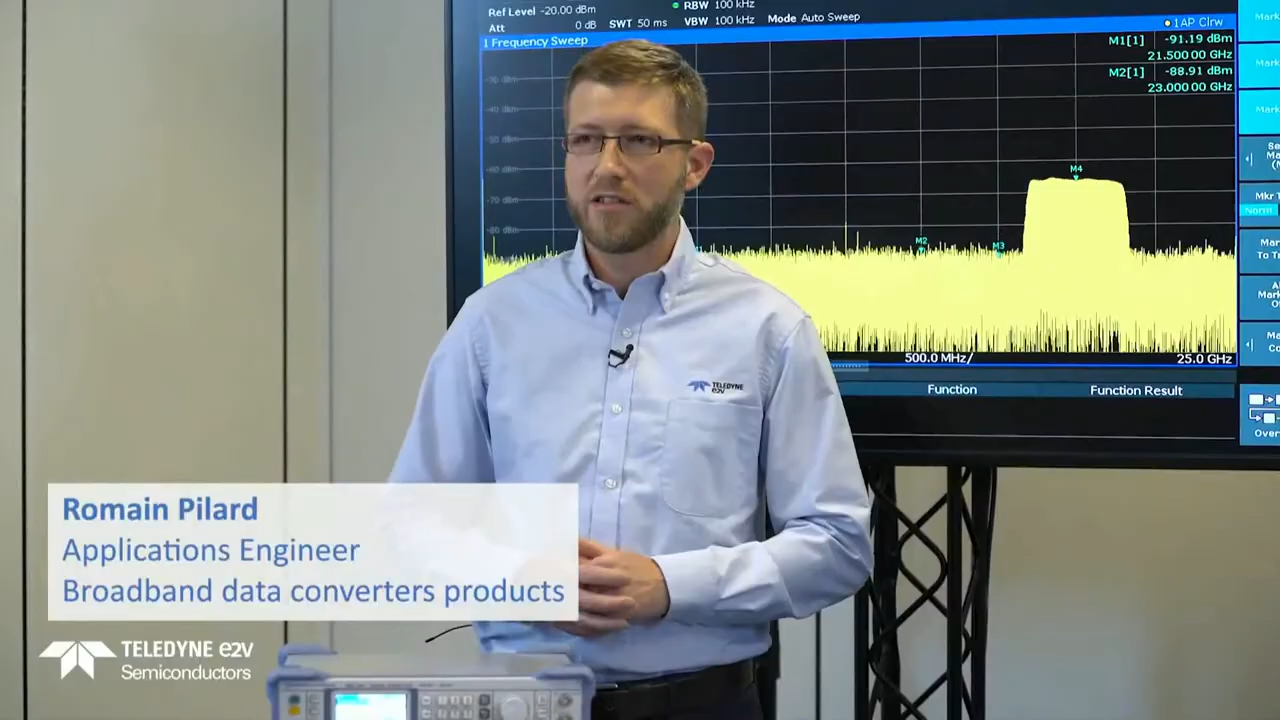 Ref Level -20.00 dBm
RBW 100 kHz
Att 0 dB SWT 50 ms VBW 100 kHz Mode Auto Sweep
1 Frequency Sweep
1AP Clrw
M1[1] -91.19 dBm
21.500 00 GHz
M2[1] -88.91 dBm
23.000 00 GHz
M4
M2
M3
500.0 MHz/
25.0 GHz
Function
Function Result
TELEDYNE
e2v
Romain Pilard
Applications Engineer
Broadband data converters products
TELEDYNE e2v
Semiconductors